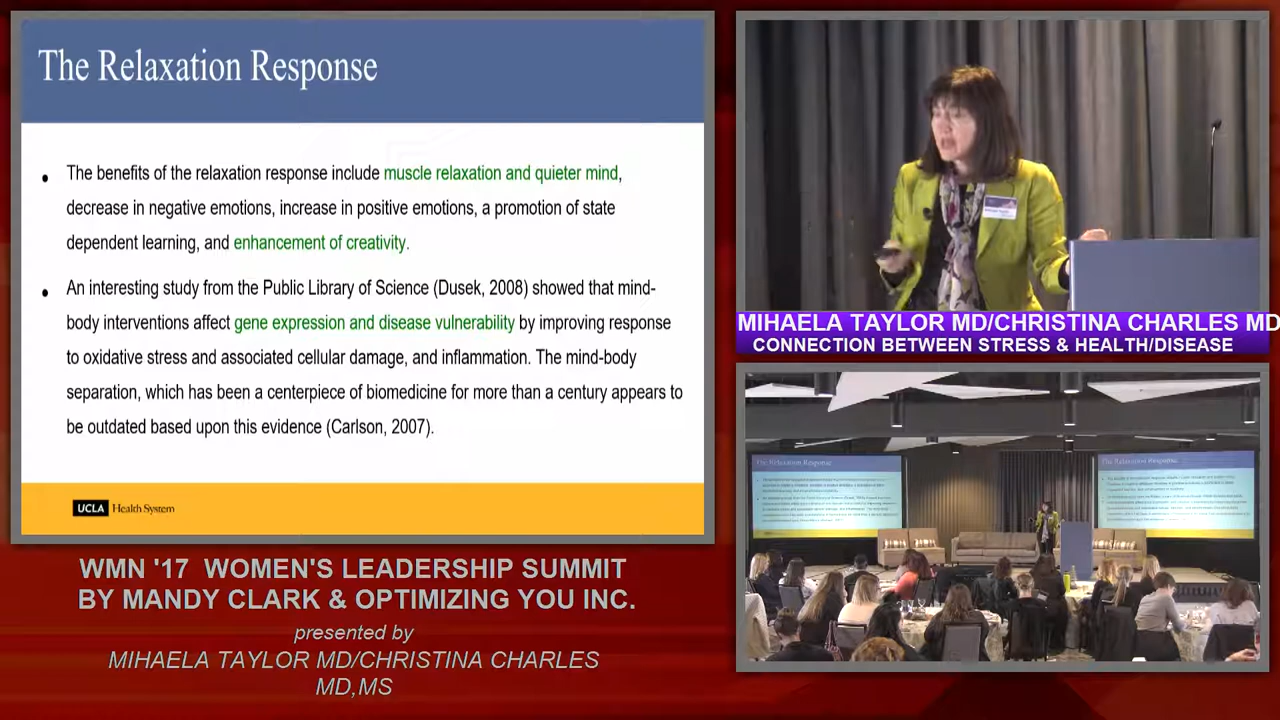 The Relaxation Response
• The benefits of the relaxation response include muscle relaxation and quieter mind,
decrease in negative emotions, increase in positive emotions, a promotion of state
dependent learning, and enhancement of creativity.
• An interesting study from the Public Library of Science (Dusek, 2008) showed that mind-
body interventions affect gene expression and disease vulnerability by improving response
to oxidative stress and associated cellular damage, and inflammation. The mind-body
separation, which has been a centerpiece of biomedicine for more than a century appears to
be outdated based upon this evidence (Carlson, 2007).
UCLA Health System
WMN '17 WOMEN'S LEADERSHIP SUMMIT
BY MANDY CLARK & OPTIMIZING YOU INC.
presented by
MIHAELA TAYLOR MD/CHRISTINA CHARLES
MD,MS
MIHAELA TAYLOR MD/CHRISTINA CHARLES MD
CONNECTION BETWEEN STRESS & HEALTH/DISEASE
The Relaxation Response
The Relaxation Response